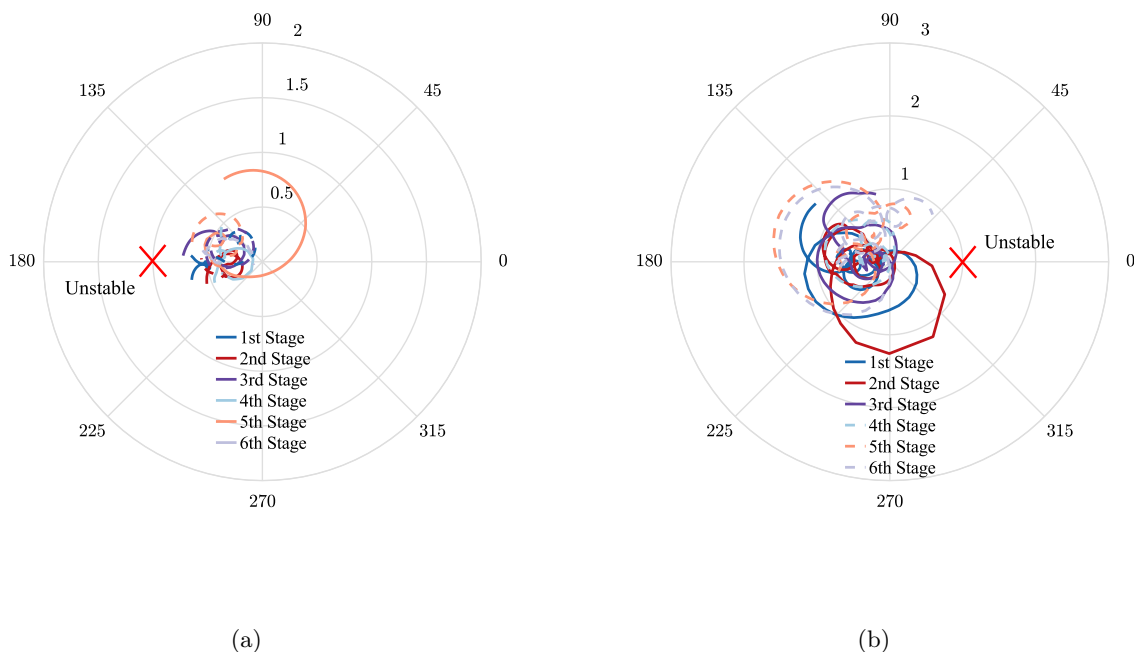 90
2
135
45
1.5
1
0.5
180
0
Unstable
1st Stage
2nd Stage
3rd Stage
4th Stage
5th Stage
6th Stage
225
315
270
(a)
90
3
135
45
2
1
Unstable
180
0
1st Stage
2nd Stage
3rd Stage
4th Stage
5th Stage
6th Stage
225
315
270
(b)